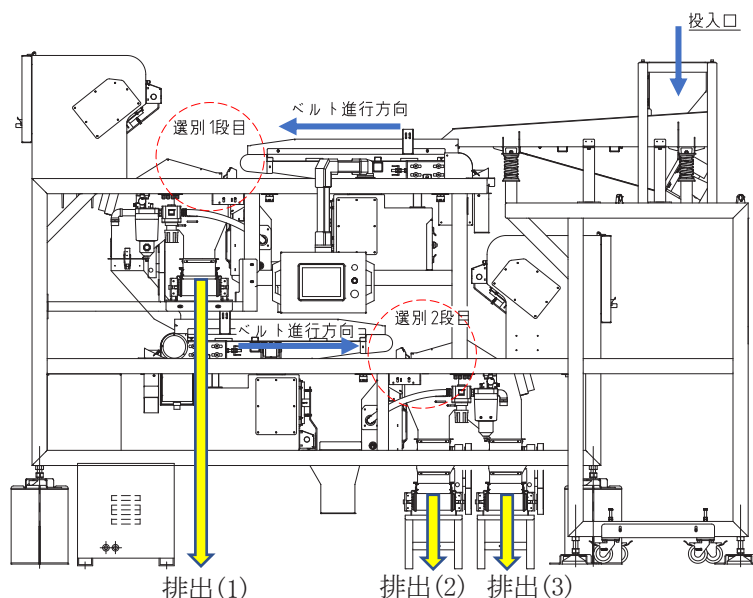 投入口
ベルト進行方向
選別1段目
ベルト進行方向
選別2段目
排出(1)
排出(2)
排出(3)